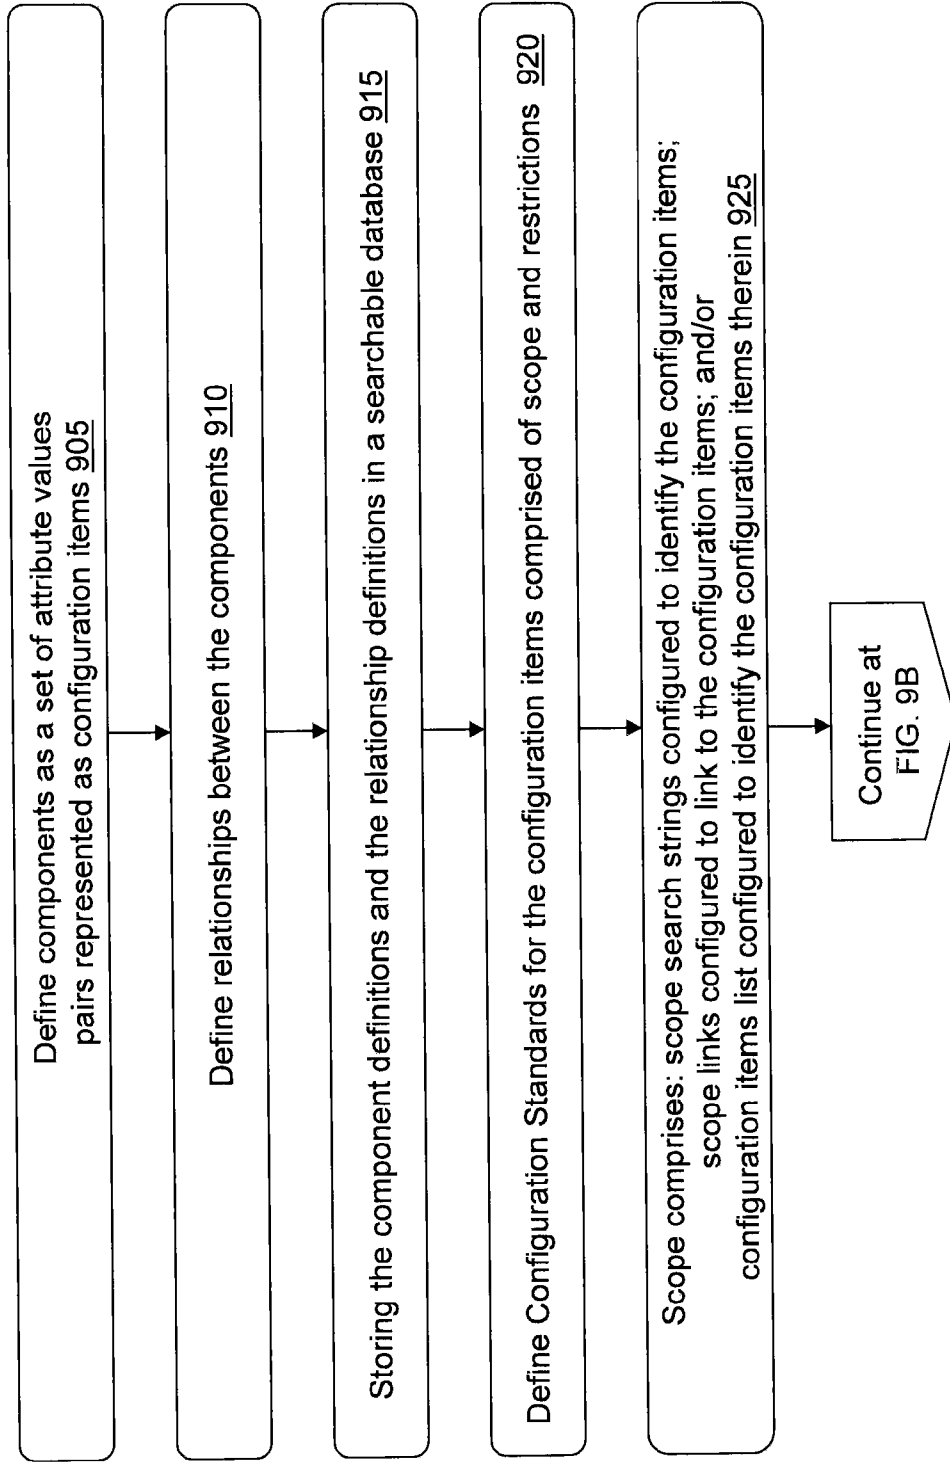 Define components as a set of attribute values
pairs represented as configuration items 905
Define relationships between the components 910
Storing the component definitions and the relationship definitions in a searchable database 915
Define Configuration Standards for the configuration items comprised of scope and restrictions 920
Scope comprises: scope search strings configured to identify the configuration items;
scope links configured to link to the configuration items; and/or
configuration items list configured to identify the configuration items therein 925
Continue at
FIG. 9B